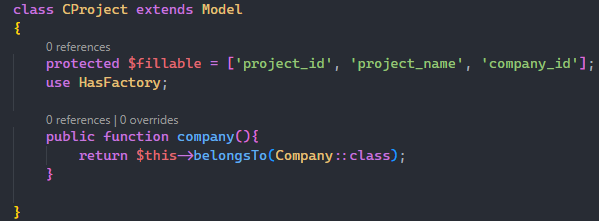 class CProject extends Model
{
0 references
protected $fillable = ['project_id', 'project_name', 'company_id'];
use HasFactory;
0 references | 0 overrides
public function company(){
return $this->belongsTo(Company::class);
}
}